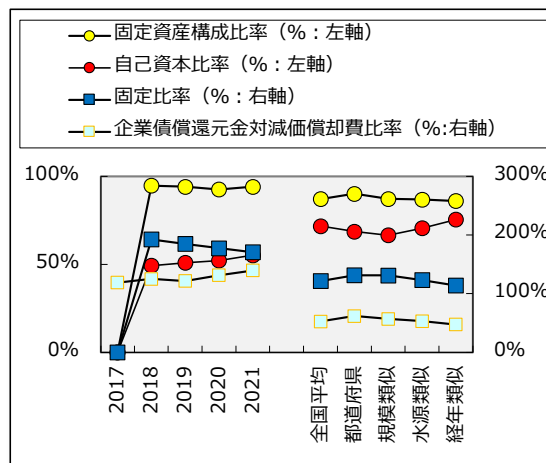 固定資産構成比率（%：左軸）
自己資本比率（%：左軸）
固定比率（%：右軸）
企業債償還元金対減価償却費比率（%:右軸）
100%
50%
0%
300%
200%
100%
0%
2017
2018
2019
2020
2021
全国平均
都道府県
規模類似
水源類似
経年類似